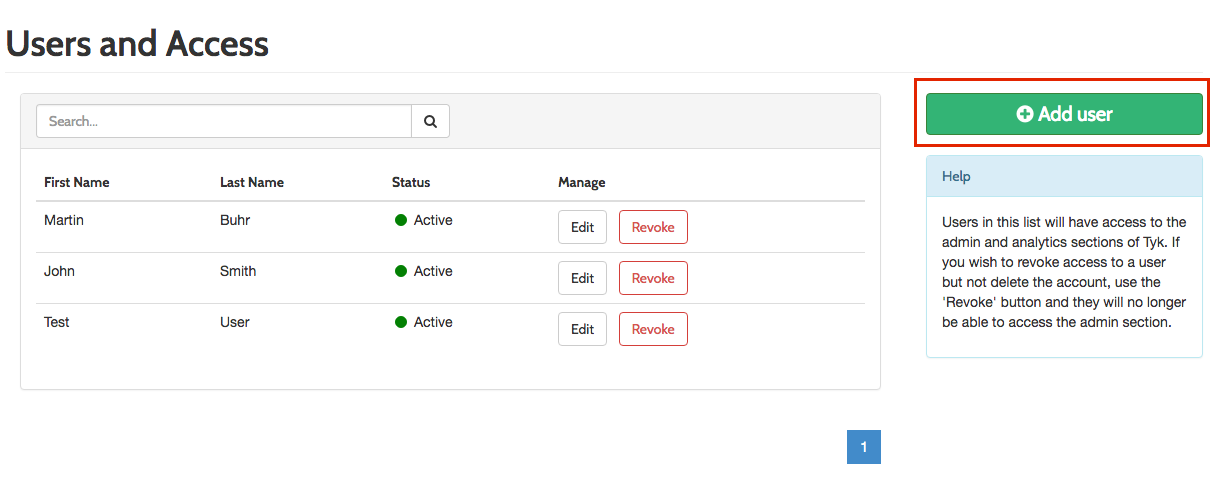 Users and Access
Search...
Add user
First Name Last Name Status Manage
Martin Buhr Active Edit Revoke
John Smith Active Edit Revoke
Test User Active Edit Revoke
1
Help
Users in this list will have access to the
admin and analytics sections of Tyk. If
you wish to revoke access to a user
but not delete the account, use the
'Revoke' button and they will no longer
be able to access the admin section.